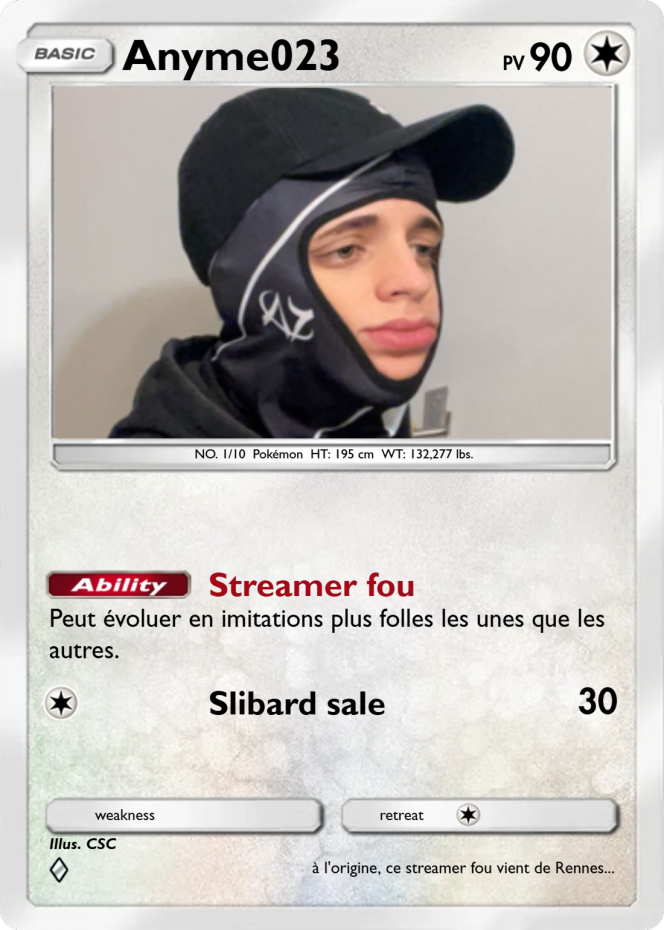 BASIC
Anyme023
PV 90
NO. 1/10 Pokémon HT: 195 cm WT: 132,277 lbs.
Ability Streamer fou
Peut évoluer en imitations plus folles les unes que les
autres.
Slibard sale 30
weakness
retreat
Illus. CSC
à l'origine, ce streamer fou vient de Rennes...